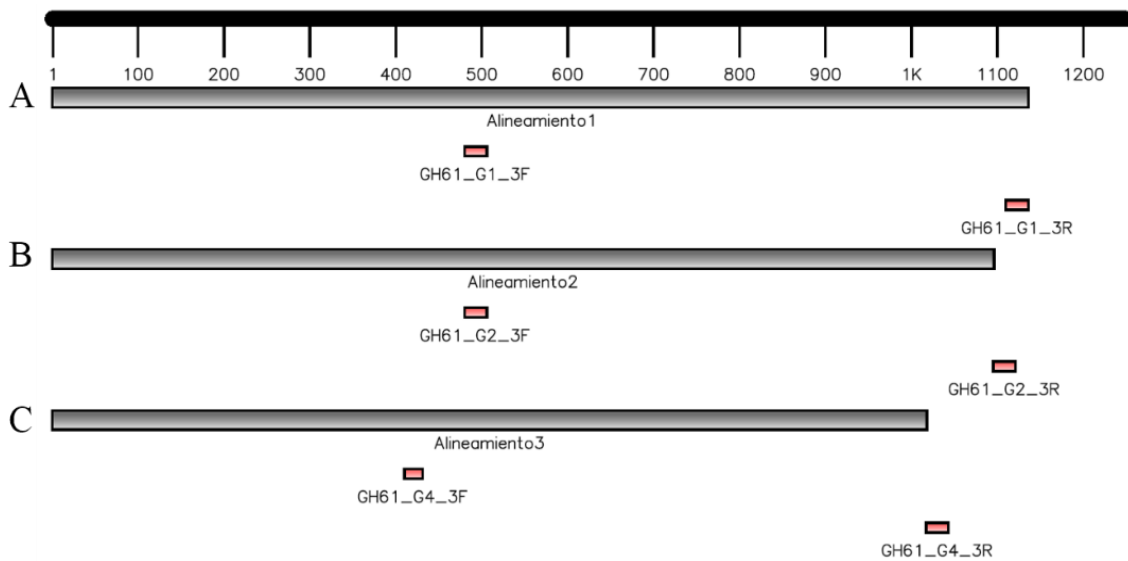 1 100 200 300 400 500 600 700 800 900 1K 1100 1200
A
Alineamiento1
GH61_G1_3F
GH61_G1_3R
B
Alineamiento2
GH61_G2_3F
GH61_G2_3R
C
Alineamiento3
GH61_G4_3F
GH61_G4_3R